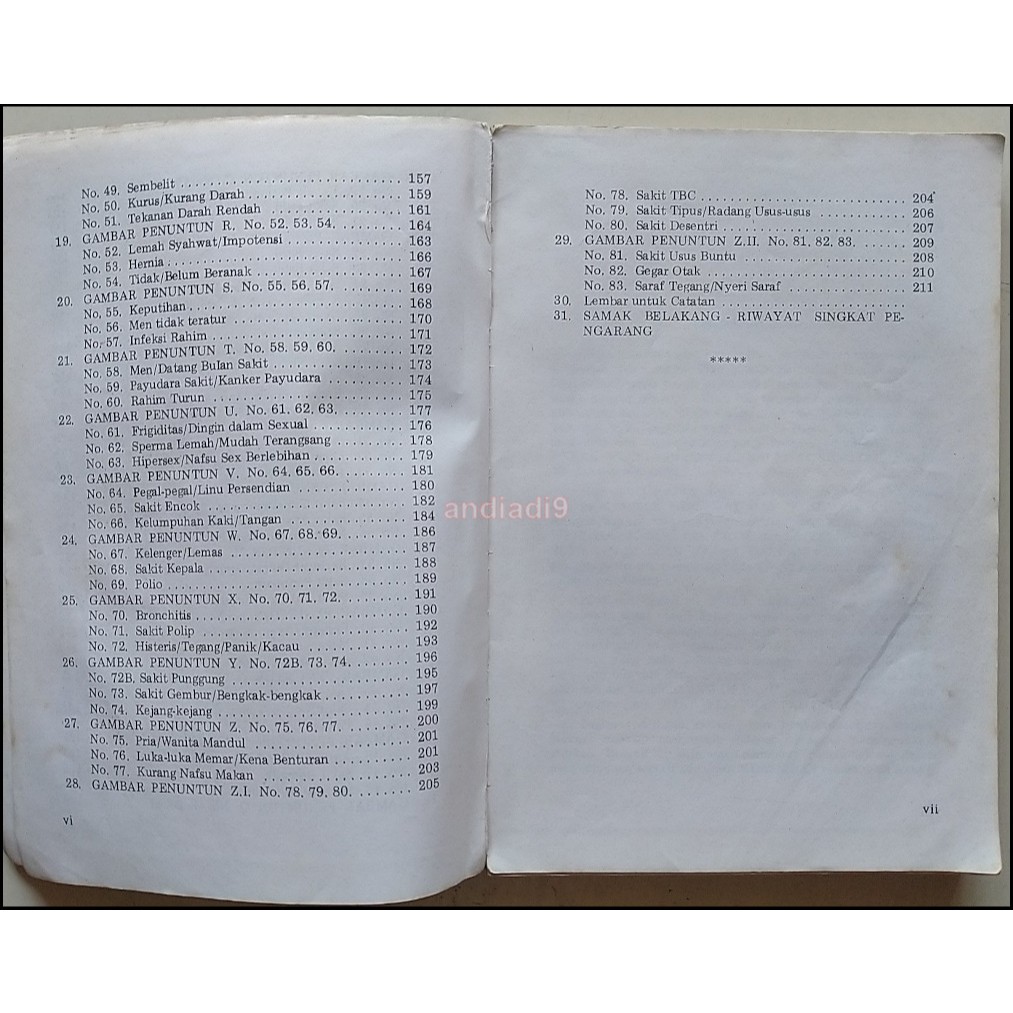 No. 49. Sembelit . . . . . . . . . . . . . . . . . . . . . . . . . . . . . 157
No. 50. Kurus/Kurang Darah . . . . . . . . . . . . . . . . . . . 159
No. 51. Tekanan Darah Rendah . . . . . . . . . . . . . . . . 161
19. GAMBAR PENUNTUN R. No. 52. 53. 54. . . . . . . . . 164
No. 52. Lemah Syahwat/Impotensi . . . . . . . . . . . . . . 163
No. 53. Hernia . . . . . . . . . . . . . . . . . . . . . . . . . . . . 166
No. 54. Tidak/Belum Beranak . . . . . . . . . . . . . . . . . 167
20. GAMBAR PENUNTUN S. No. 55. 56. 57. . . . . . . . . 169
No. 55. Keputihan . . . . . . . . . . . . . . . . . . . . . . . . . 168
No. 56. Men tidak teratur . . . . . . . . . . . . . . . . . . . . 170
No. 57. Infeksi Rahim . . . . . . . . . . . . . . . . . . . . . . 171
21. GAMBAR PENUNTUN T. No. 58. 59. 60. . . . . . . . . 172
No. 58. Men/Datang Bulan Sakit . . . . . . . . . . . . . . . 173
No. 59. Payudara Sakit/Kanker Payudara . . . . . . . . . 174
No. 60. Rahim Turun . . . . . . . . . . . . . . . . . . . . . . . 175
22. GAMBAR PENUNTUN U. No. 61. 62. 63. . . . . . . . . 177
No. 61. Frigiditas/Dingin dalam Sexual . . . . . . . . . . 176
No. 62. Sperma Lemah/Mudah Terangsang . . . . . . . . 178
No. 63. Hipersex/Nafsu Sex Berlebihan . . . . . . . . . . 179
23. GAMBAR PENUNTUN V. No. 64. 65. 66. . . . . . . . . 181
No. 64. Pegal-pegal/Linu Persendian . . . . . . . . . . . . 180
No. 65. Sakit Encok . . . . . . . . . . . . . . . . . . . . . . . 182
No. 66. Kelumpuhan Kaki/Tangan . . . . . . . . . . . . . 184
24. GAMBAR PENUNTUN W. No. 67. 68. 69. . . . . . . . 186
No. 67. Kelenger/Lemas . . . . . . . . . . . . . . . . . . . . 187
No. 68. Sakit Kepala . . . . . . . . . . . . . . . . . . . . . . 188
No. 69. Polio . . . . . . . . . . . . . . . . . . . . . . . . . . . 189
25. GAMBAR PENUNTUN X. No. 70. 71. 72. . . . . . . . 191
No. 70. Bronchitis . . . . . . . . . . . . . . . . . . . . . . . . 190
No. 71. Sakit Polip . . . . . . . . . . . . . . . . . . . . . . . 192
No. 72. Histeris/Tegang/Panik/Kacau . . . . . . . . . . . 193
26. GAMBAR PENUNTUN Y. No. 72B. 73. 74. . . . . . . 196
No. 72B. Sakit Punggung . . . . . . . . . . . . . . . . . . . 195
No. 73. Sakit Gembur/Bengkak-bengkak . . . . . . . . . 197
No. 74. Kejang-kejang . . . . . . . . . . . . . . . . . . . . . 199
27. GAMBAR PENUNTUN Z. No. 75. 76. 77. . . . . . . . 200
No. 75. Pria/Wanita Mandul . . . . . . . . . . . . . . . . . 201
No. 76. Luka-luka Memar/Kena Benturan . . . . . . . . 201
No. 77. Kurang Nafsu Makan . . . . . . . . . . . . . . . . 203
28. GAMBAR PENUNTUN Z.I. No. 78. 79. 80. . . . . . . . 205
vi
No. 78. Sakit TBC . . . . . . . . . . . . . . . . . . . . . . . . 204
No. 79. Sakit Tipus/Radang Usus-usus . . . . . . . . . . 206
No. 80. Sakit Desentri . . . . . . . . . . . . . . . . . . . . . 207
29. GAMBAR PENUNTUN Z.II. No. 81. 82. 83. . . . . . . 209
No. 81. Sakit Usus Buntu . . . . . . . . . . . . . . . . . . . 208
No. 82. Gegar Otak . . . . . . . . . . . . . . . . . . . . . . . 210
No. 83. Saraf Tegang/Nyeri Saraf . . . . . . . . . . . . . . 211
30. Lembar untuk Catatan . . . . . . . . . . . . . . . . . . . .
31. SAMAK BELAKANG - RIWAYAT SINGKAT PE-
NGARANG
*****
vii
andiadi9